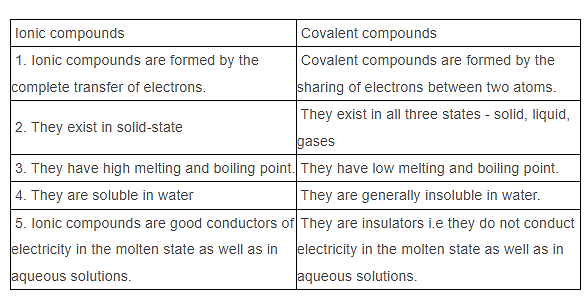 Ionic compounds
Covalent compounds
1. Ionic compounds are formed by the
complete transfer of electrons.
Covalent compounds are formed by the
sharing of electrons between two atoms.
2. They exist in solid-state
They exist in all three states - solid, liquid,
gases
3. They have high melting and boiling point.
They have low melting and boiling point.
4. They are soluble in water
They are generally insoluble in water.
5. Ionic compounds are good conductors of
electricity in the molten state as well as in
aqueous solutions.
They are insulators i.e they do not conduct
electricity in the molten state as well as in
aqueous solutions.